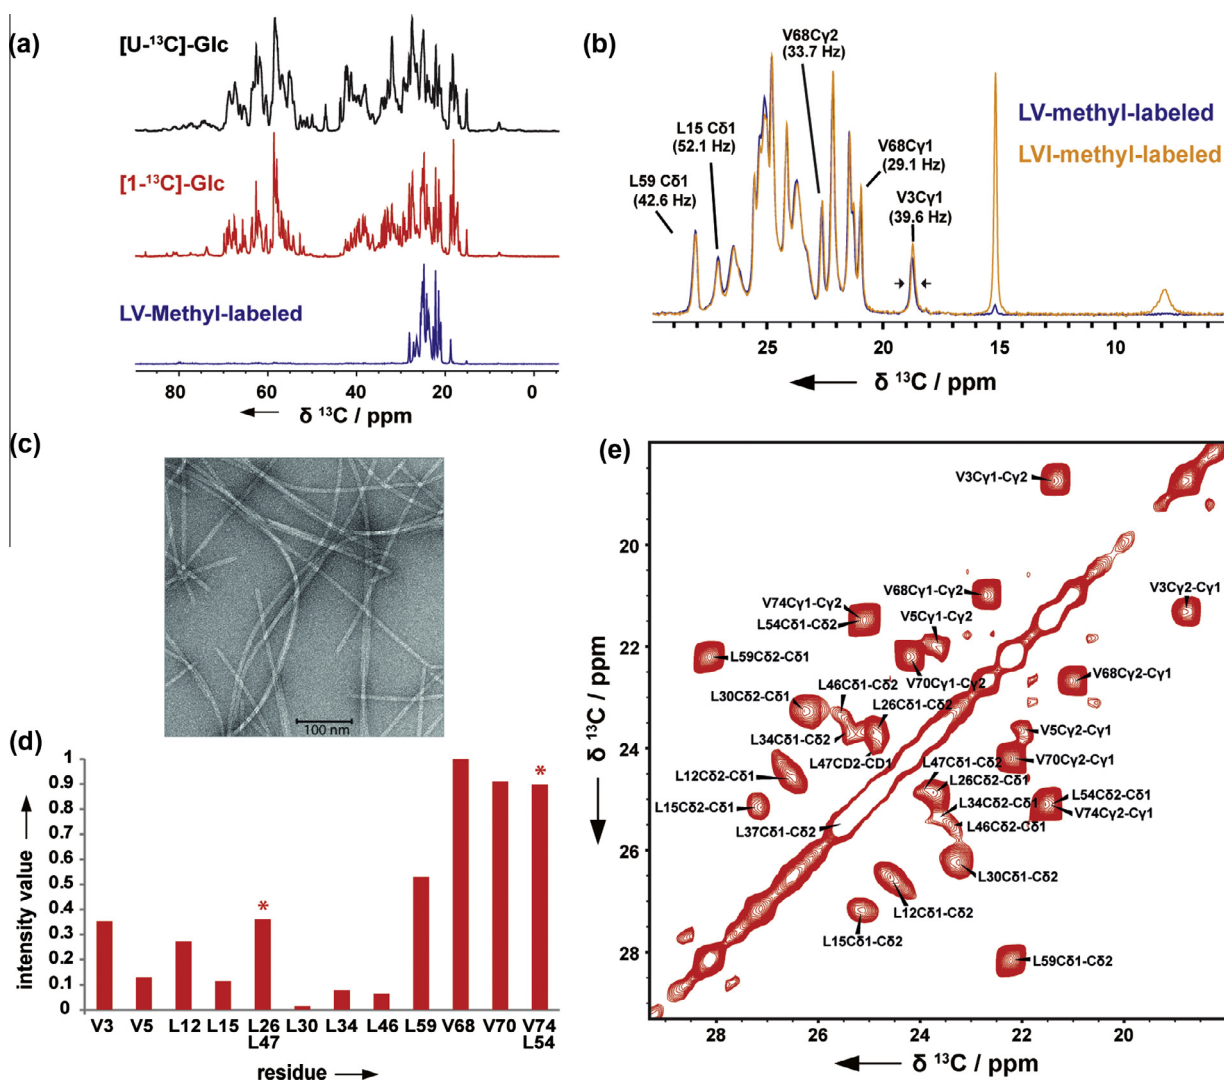 (a)
[U-¹³C]-Glc
[1-¹³C]-Glc
LV-Methyl-labeled
80 60 40 20 0
δ ¹³C / ppm
(b)
V68Cγ2
(33.7 Hz)
L15 Cδ1
(52.1 Hz)
L59 Cδ1
(42.6 Hz)
V68Cγ1
(29.1 Hz)
V3Cγ1
(39.6 Hz)
LV-methyl-labeled
LVI-methyl-labeled
25 20 15 10
δ ¹³C / ppm
(c)
100 nm
(d)
intensity value
1
0.9
0.8
0.7
0.6
0.5
0.4
0.3
0.2
0.1
0
*
*
V3 V5 L12 L15 L26 L30 L34 L46 L59 V68 V70 V74
L47 L54
residue
(e)
V3Cγ1-Cγ2
V3Cγ2-Cγ1
V68Cγ1-Cγ2
V74Cγ1-Cγ2
L54Cδ1-Cδ2
V5Cγ1-Cγ2
L59Cδ2-Cδ1
V70Cγ1-Cγ2
V68Cγ2-Cγ1
L46Cδ1-Cδ2
L30Cδ2-Cδ1
L26Cδ1-Cδ2
V5Cγ2-Cγ1
L34Cδ1-Cδ2
L47CD2-CD1
V70Cγ2-Cγ1
L47Cδ1-Cδ2
L12Cδ2-Cδ1
L26Cδ2-Cδ1
L54Cδ2-Cδ1
L15Cδ2-Cδ1
L34Cδ2-Cδ1
V74Cγ2-Cγ1
L37Cδ1-Cδ2
L46Cδ2-Cδ1
L30Cδ1-Cδ2
L12Cδ1-Cδ2
L15Cδ1-Cδ2
L59Cδ1-Cδ2
20
22
24
26
28
δ ¹³C / ppm
28 26 24 22 20
δ ¹³C / ppm